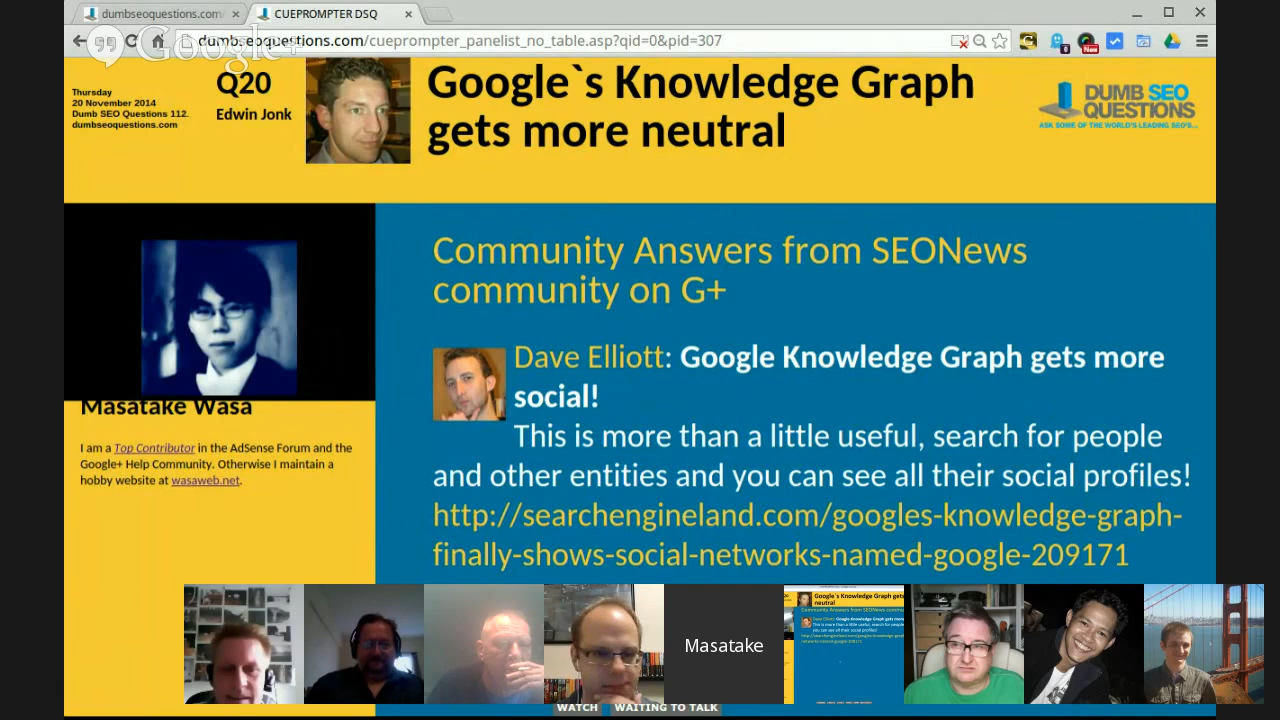 dumbseoquestions.com/
CUEPROMPTER DSQ
Google+
dumbseoquestions.com/cueprompter_panelist_no_table.asp?qid=0&pid=307
New
Thursday
20 November 2014
Dumb SEO Questions 112.
dumbseoquestions.com
Q20
Edwin Jonk
Google`s Knowledge Graph
gets more neutral
DUMB SEO
QUESTIONS
ASK SOME OF THE WORLD'S LEADING SEO's...
Masatake Wasa
I am a Top Contributor in the AdSense Forum and the
Google+ Help Community. Otherwise I maintain a
hobby website at wasaweb.net.
Community Answers from SEONews
community on G+
Dave Elliott: Google Knowledge Graph gets more
social!
This is more than a little useful, search for people
and other entities and you can see all their social profiles!
http://searchengineland.com/googles-knowledge-graph-
finally-shows-social-networks-named-google-209171
Masatake
WATCH
WAITING TO TALK